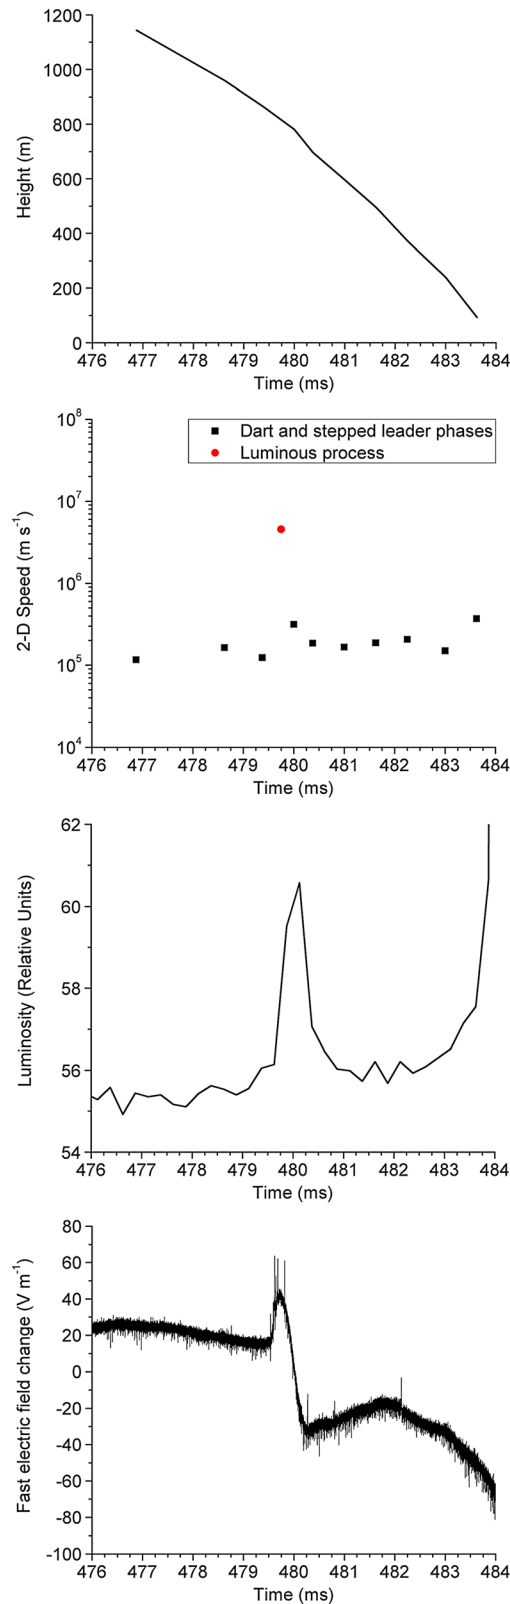 1200
1000
800
600
400
200
0
Height (m)
476 477 478 479 480 481 482 483 484
Time (ms)
10^8
10^7
10^6
10^5
10^4
2-D Speed (m s^-1)
Dart and stepped leader phases
Luminous process
476 477 478 479 480 481 482 483 484
Time (ms)
62
60
58
56
54
Luminosity (Relative Units)
476 477 478 479 480 481 482 483 484
Time (ms)
80
60
40
20
0
-20
-40
-60
-80
-100
Fast electric field change (V m^-1)
476 477 478 479 480 481 482 483 484
Time (ms)